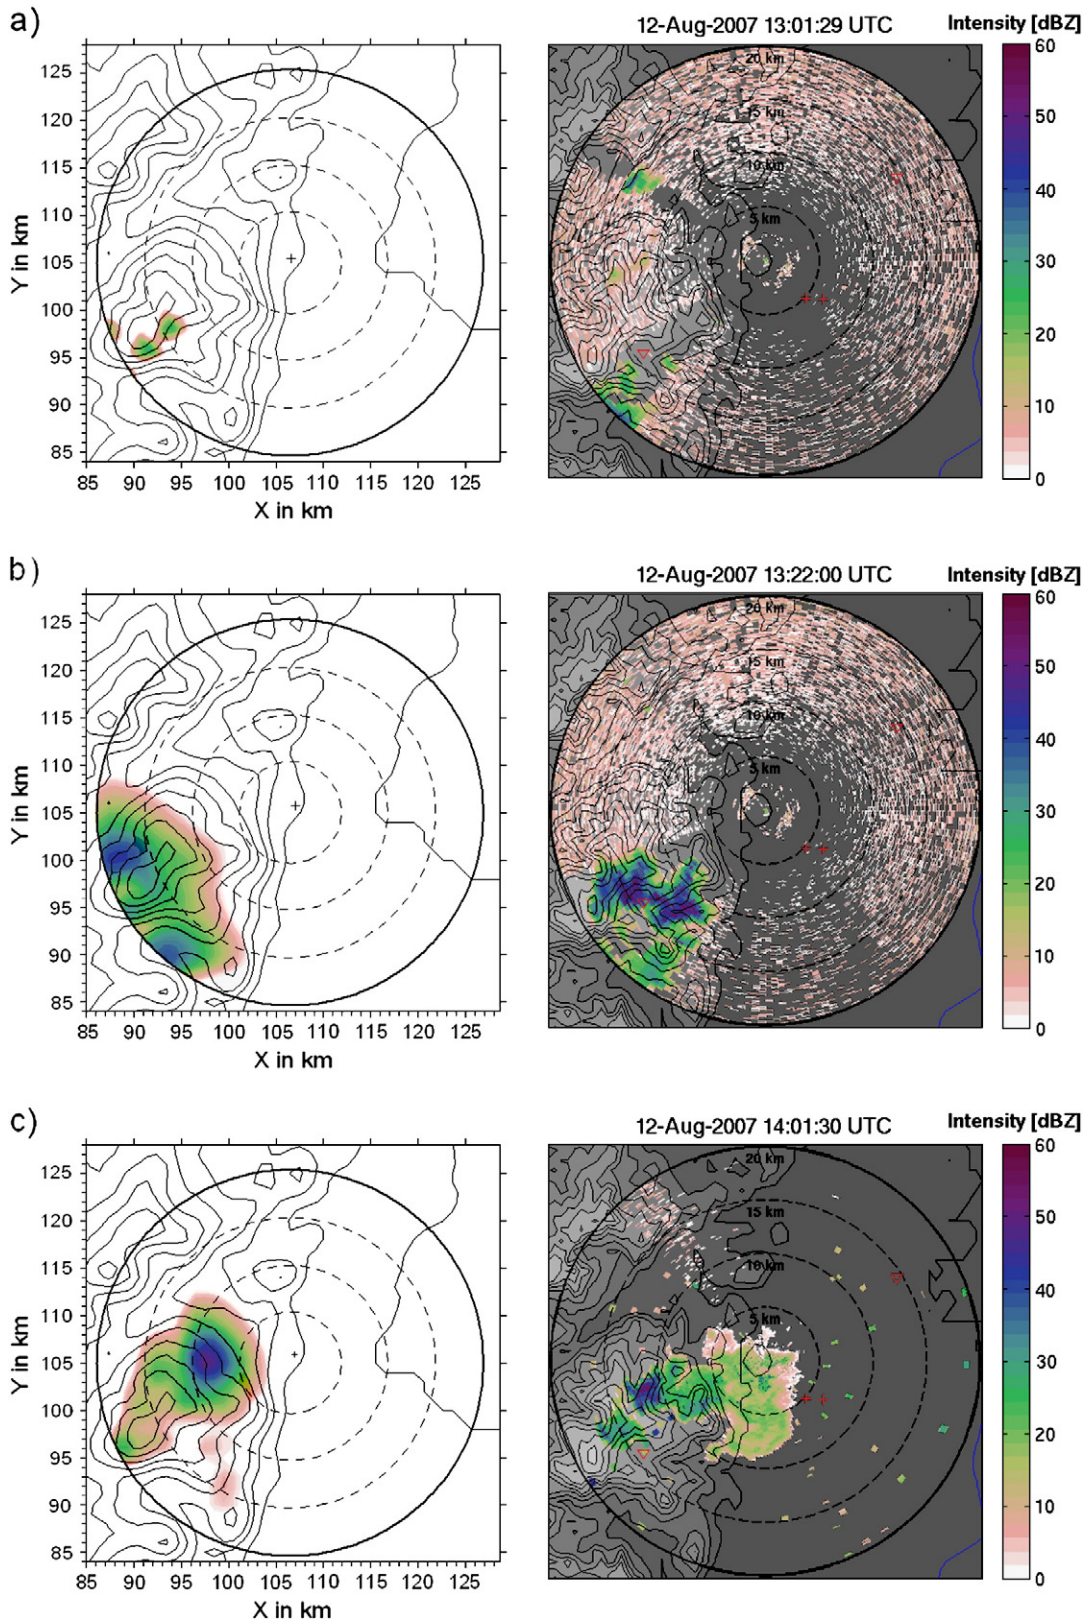 a)
12-Aug-2007 13:01:29 UTC
Intensity [dBZ]
125
120
115
110
105
100
95
90
85
Y in km
85 90 95 100 105 110 115 120 125
X in km
20 km
15 km
10 km
5 km
60
50
40
30
20
10
0
b)
12-Aug-2007 13:22:00 UTC
Intensity [dBZ]
125
120
115
110
105
100
95
90
85
Y in km
85 90 95 100 105 110 115 120 125
X in km
20 km
15 km
10 km
5 km
60
50
40
30
20
10
0
c)
12-Aug-2007 14:01:30 UTC
Intensity [dBZ]
125
120
115
110
105
100
95
90
85
Y in km
85 90 95 100 105 110 115 120 125
X in km
20 km
15 km
10 km
5 km
60
50
40
30
20
10
0